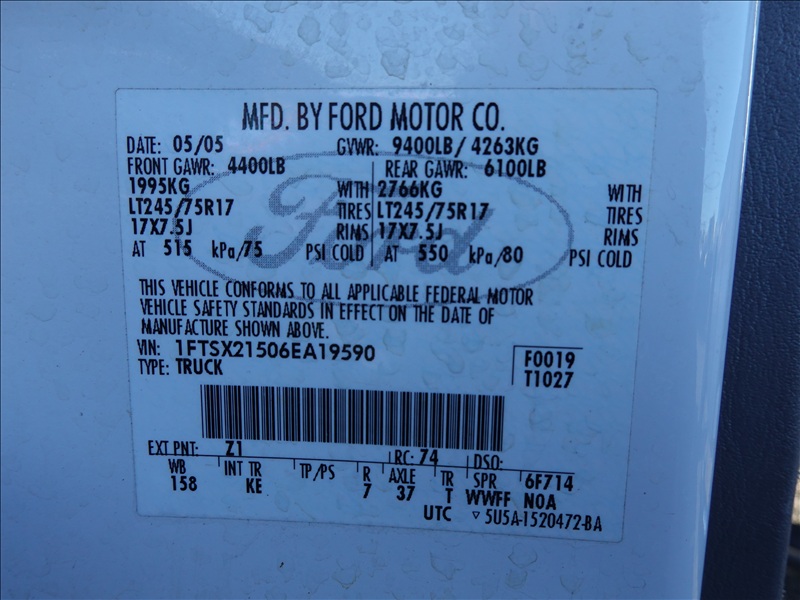 MFD. BY FORD MOTOR CO.
DATE: 05/05 GVWR: 9400LB/ 4263KG
FRONT GAWR: 4400LB REAR GAWR: 6100LB
1995KG WITH 2766KG WITH
LT245/75R17 TIRES LT245/75R17 TIRES
17X7.5J RIMS 17X7.5J RIMS
AT 515 kPa/75 PSI COLD AT 550 kPa/80 PSI COLD
Ford
THIS VEHICLE CONFORMS TO ALL APPLICABLE FEDERAL MOTOR
VEHICLE SAFETY STANDARDS IN EFFECT ON THE DATE OF
MANUFACTURE SHOWN ABOVE.
VIN: 1FTSX21506EA19590 F0019
TYPE: TRUCK T1027
EXT PNT: Z1 RC: 74 DSO:
WB INT TR TP/PS R AXLE TR SPR 6F714
158 KE 7 37 T WWFF NOA
UTC ▽ 5U5A-1520472-BA